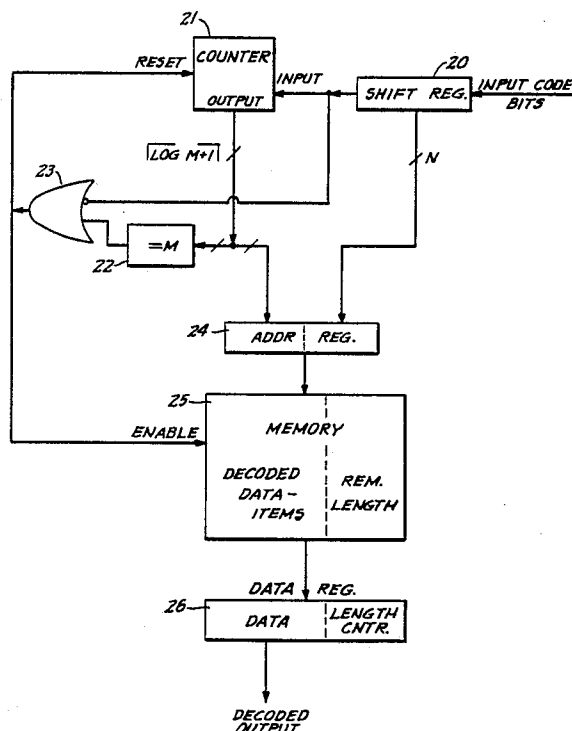 21
COUNTER
OUTPUT
RESET
INPUT
20
SHIFT REG.
INPUT CODE
BITS
⌈LOG M+1⌉
N
23
=M
22
24
ADDR REG.
25
MEMORY
ENABLE
DECODED
DATA-
ITEMS
REM.
LENGTH
DATA REG.
26
DATA
LENGTH
CNTR.
DECODED
OUTPUT